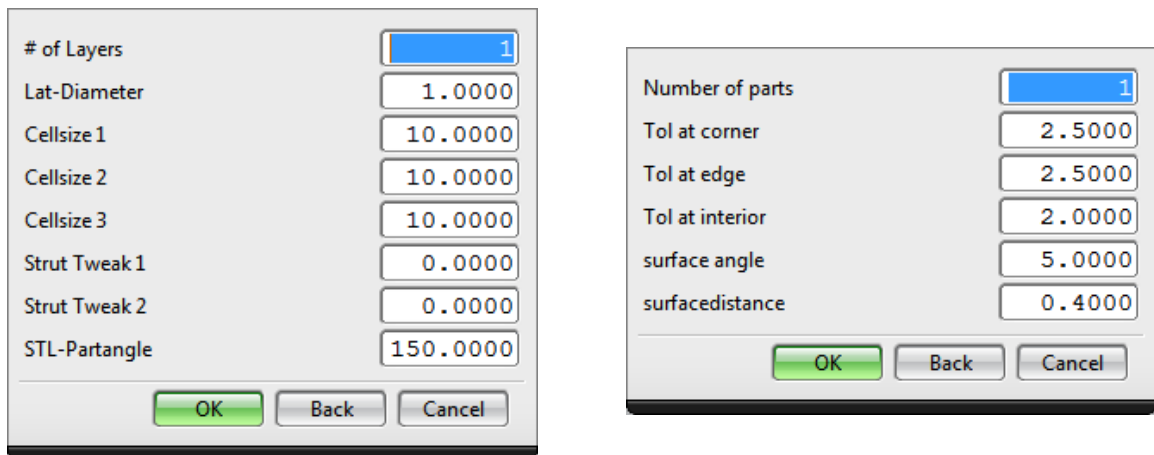 # of Layers 1
Lat-Diameter 1.0000
Cellsize 1 10.0000
Cellsize 2 10.0000
Cellsize 3 10.0000
Strut Tweak 1 0.0000
Strut Tweak 2 0.0000
STL-Partangle 150.0000
OK Back Cancel
Number of parts 1
Tol at corner 2.5000
Tol at edge 2.5000
Tol at interior 2.0000
surface angle 5.0000
surfacedistance 0.4000
OK Back Cancel